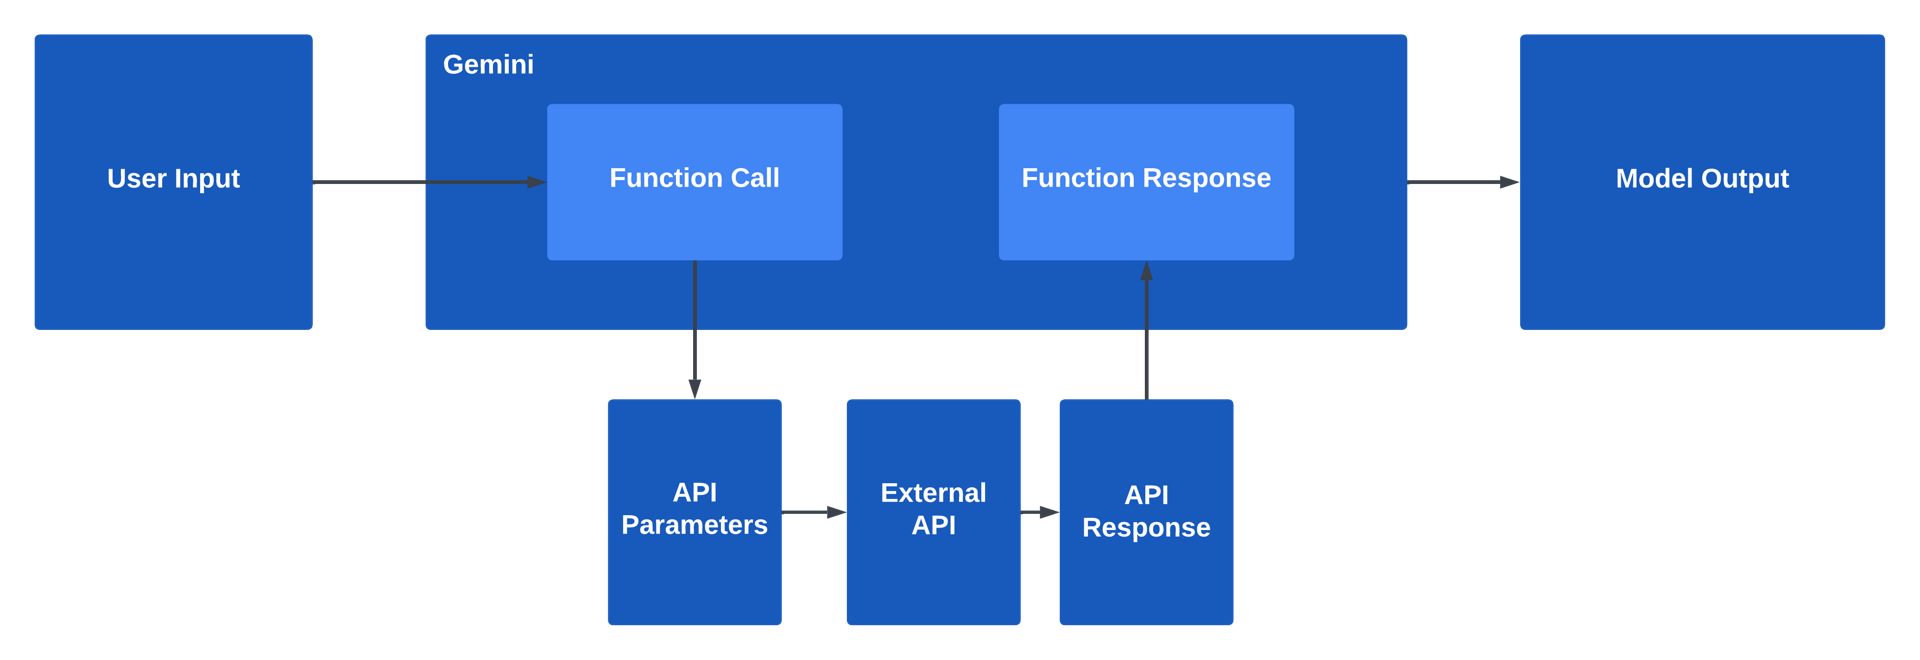 Gemini
User Input
Function Call
Function Response
Model Output
API
Parameters
External
API
API
Response